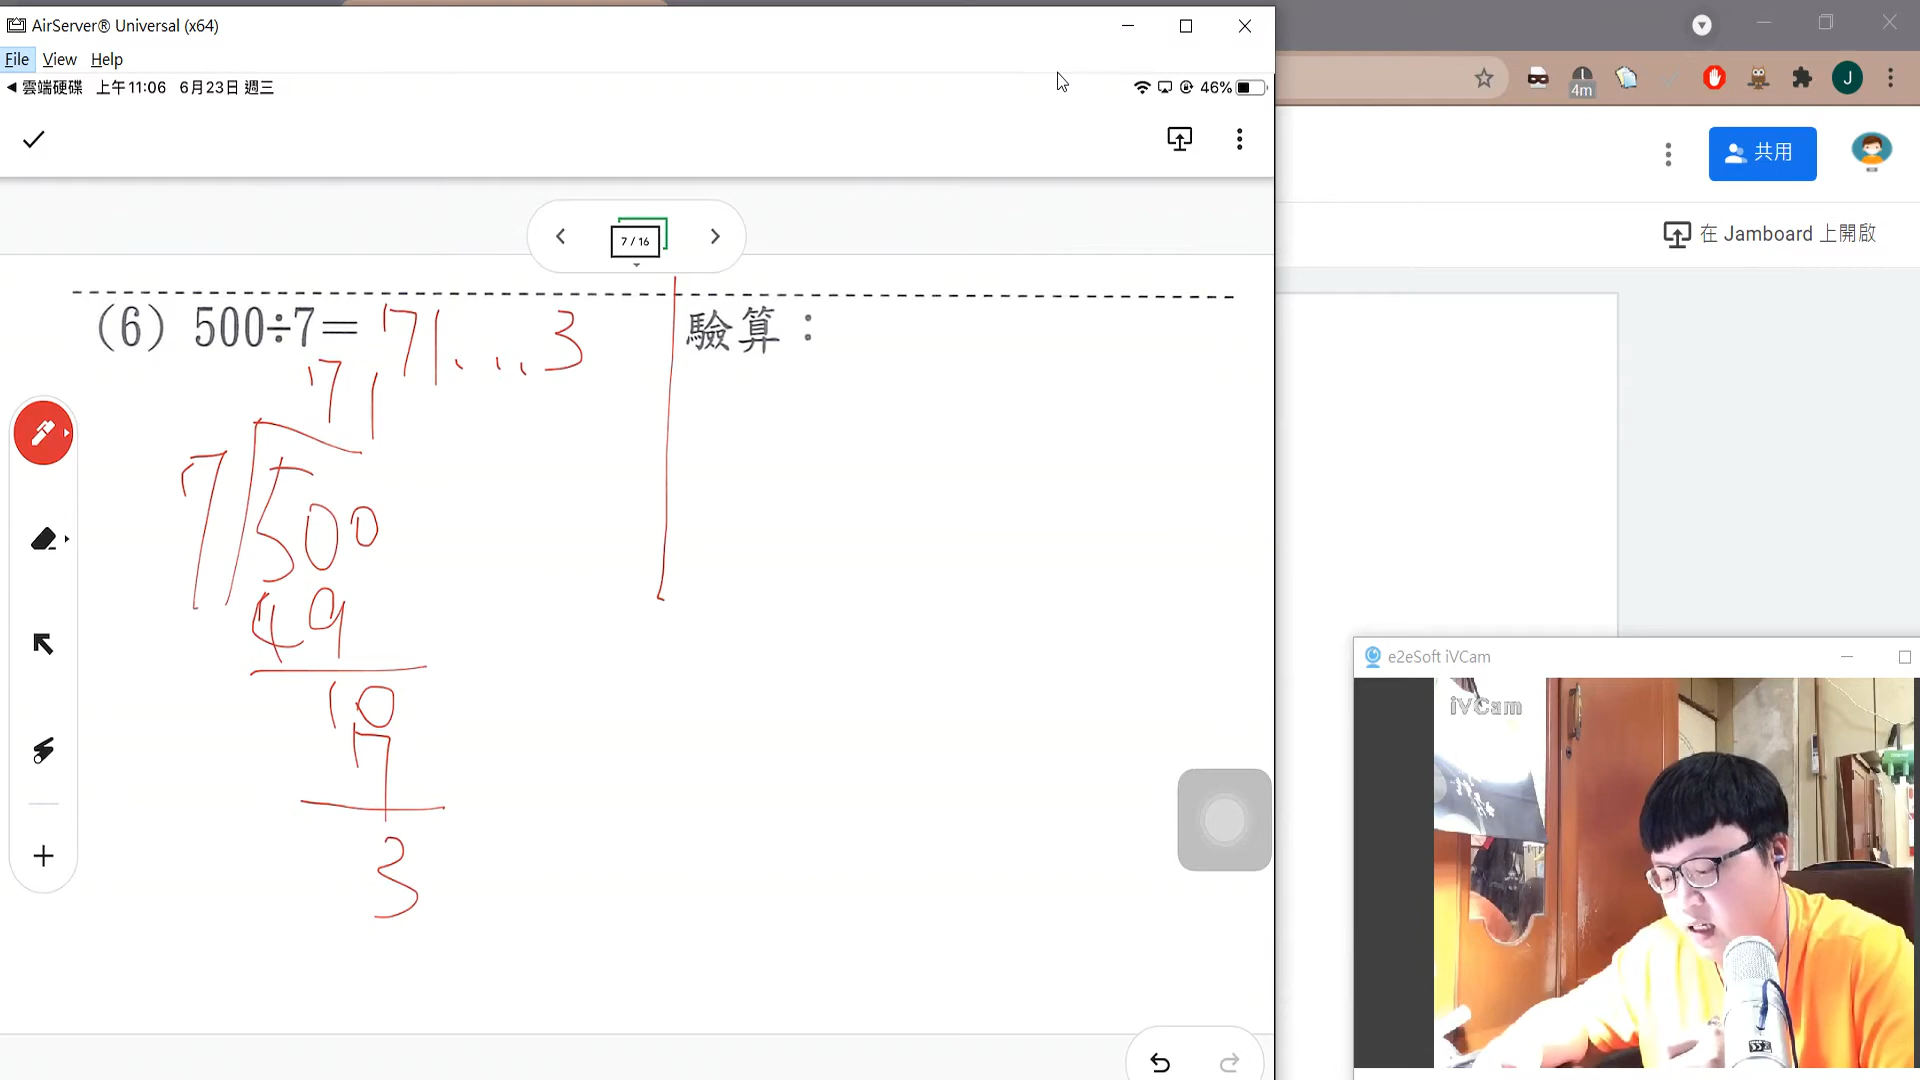 AirServer® Universal (x64)
File View Help
雲端硬碟 上午11:06 6月23日 週三
46%
4m
J
共用
7 / 16
在 Jamboard 上開啟
(6) 500÷7= 71...3
驗算：
71
7 500
49
10
7
3
e2eSoft iVCam
iVCam